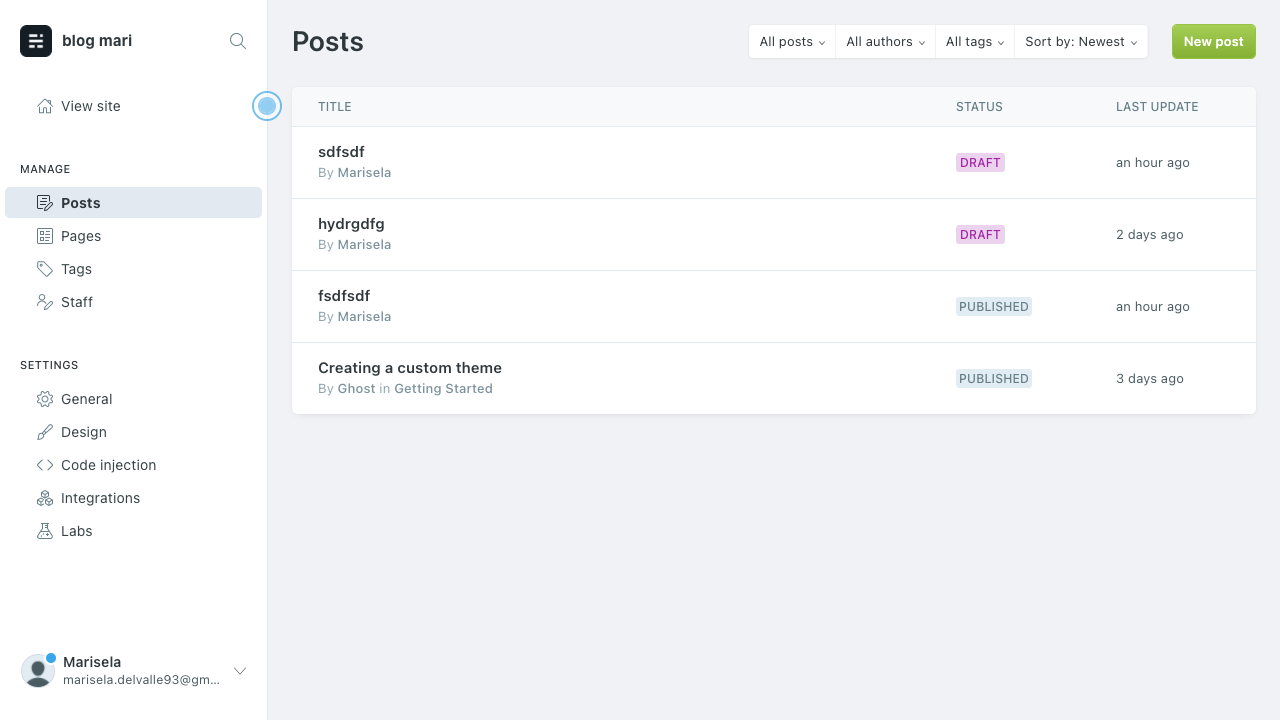 blog mari
View site
MANAGE
Posts
Pages
Tags
Staff
SETTINGS
General
Design
Code injection
Integrations
Labs
Marisela
marisela.delvalle93@gm...
Posts
All posts
All authors
All tags
Sort by: Newest
New post
TITLE STATUS LAST UPDATE
sdfsdf
By Marisela
DRAFT
an hour ago
hydrgdfg
By Marisela
DRAFT
2 days ago
fsdfsdf
By Marisela
PUBLISHED
an hour ago
Creating a custom theme
By Ghost in Getting Started
PUBLISHED
3 days ago